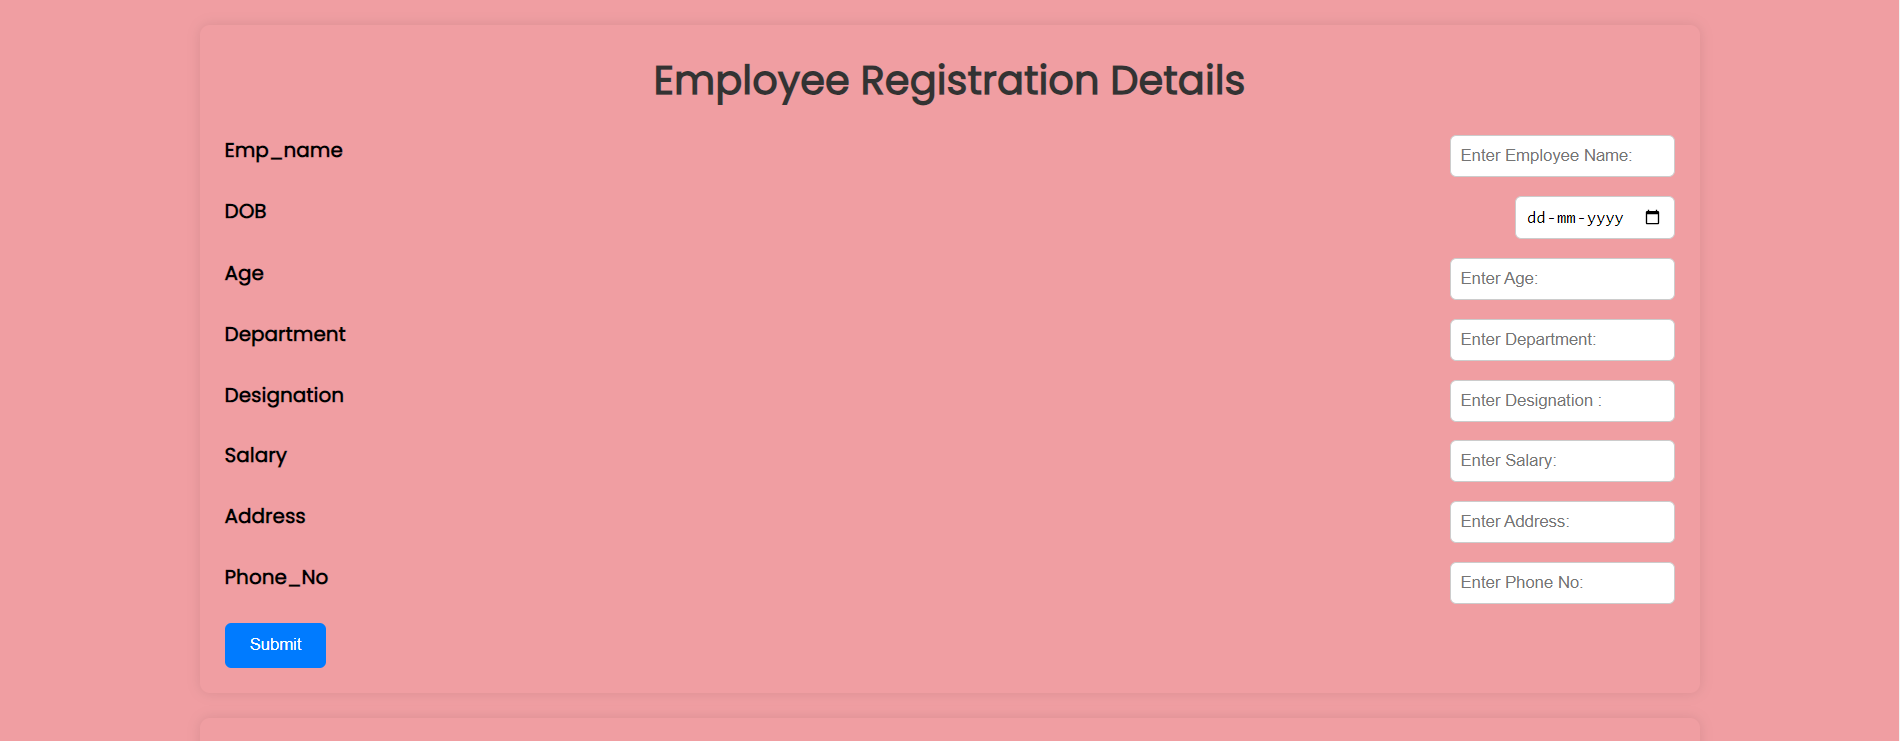 Employee Registration Details
Emp_name Enter Employee Name:
DOB dd-mm-yyyy
Age Enter Age:
Department Enter Department:
Designation Enter Designation :
Salary Enter Salary:
Address Enter Address:
Phone_No Enter Phone No:
Submit